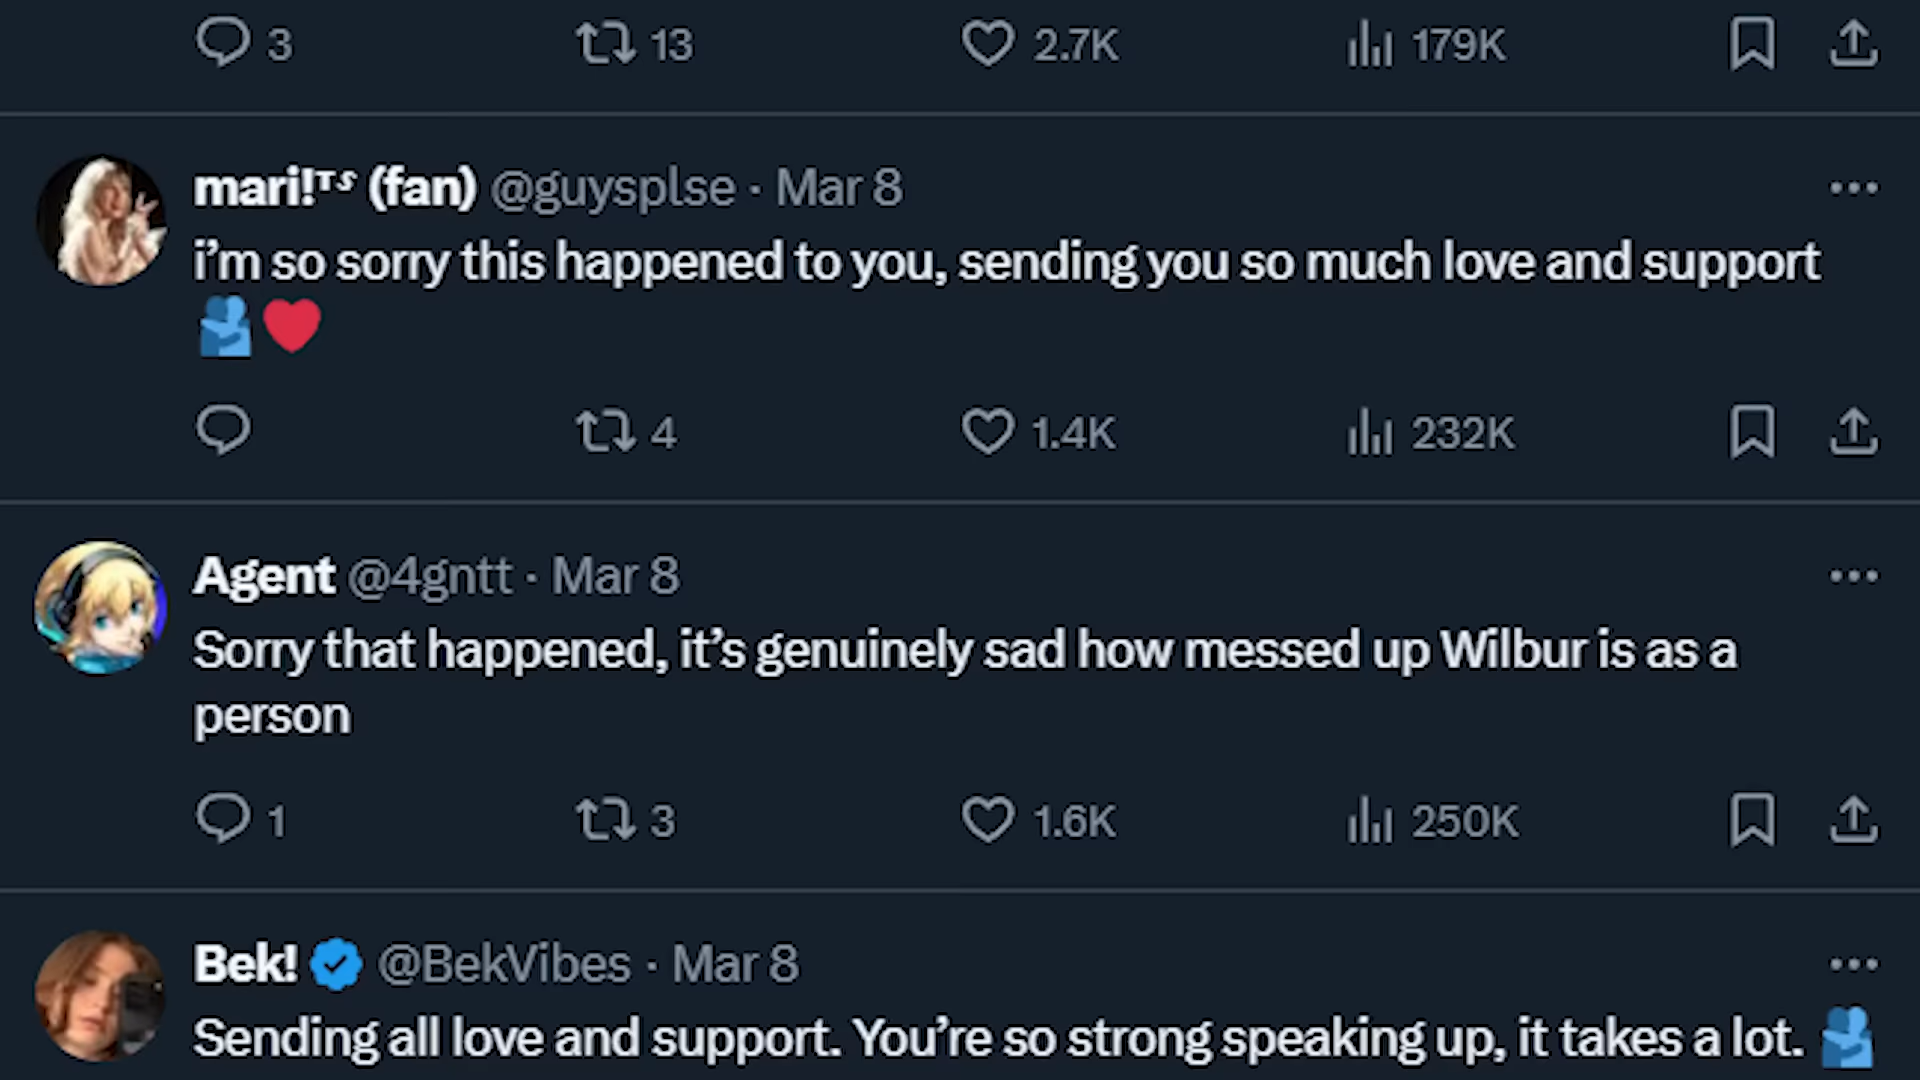 3 13 2.7K 179K
mari!ᵀˢ (fan) @guysplse · Mar 8
i’m so sorry this happened to you, sending you so much love and support
🫂❤️
4 1.4K 232K
Agent @4gntt · Mar 8
Sorry that happened, it’s genuinely sad how messed up Wilbur is as a
person
1 3 1.6K 250K
Bek! @BekVibes · Mar 8
Sending all love and support. You’re so strong speaking up, it takes a lot. 🫂